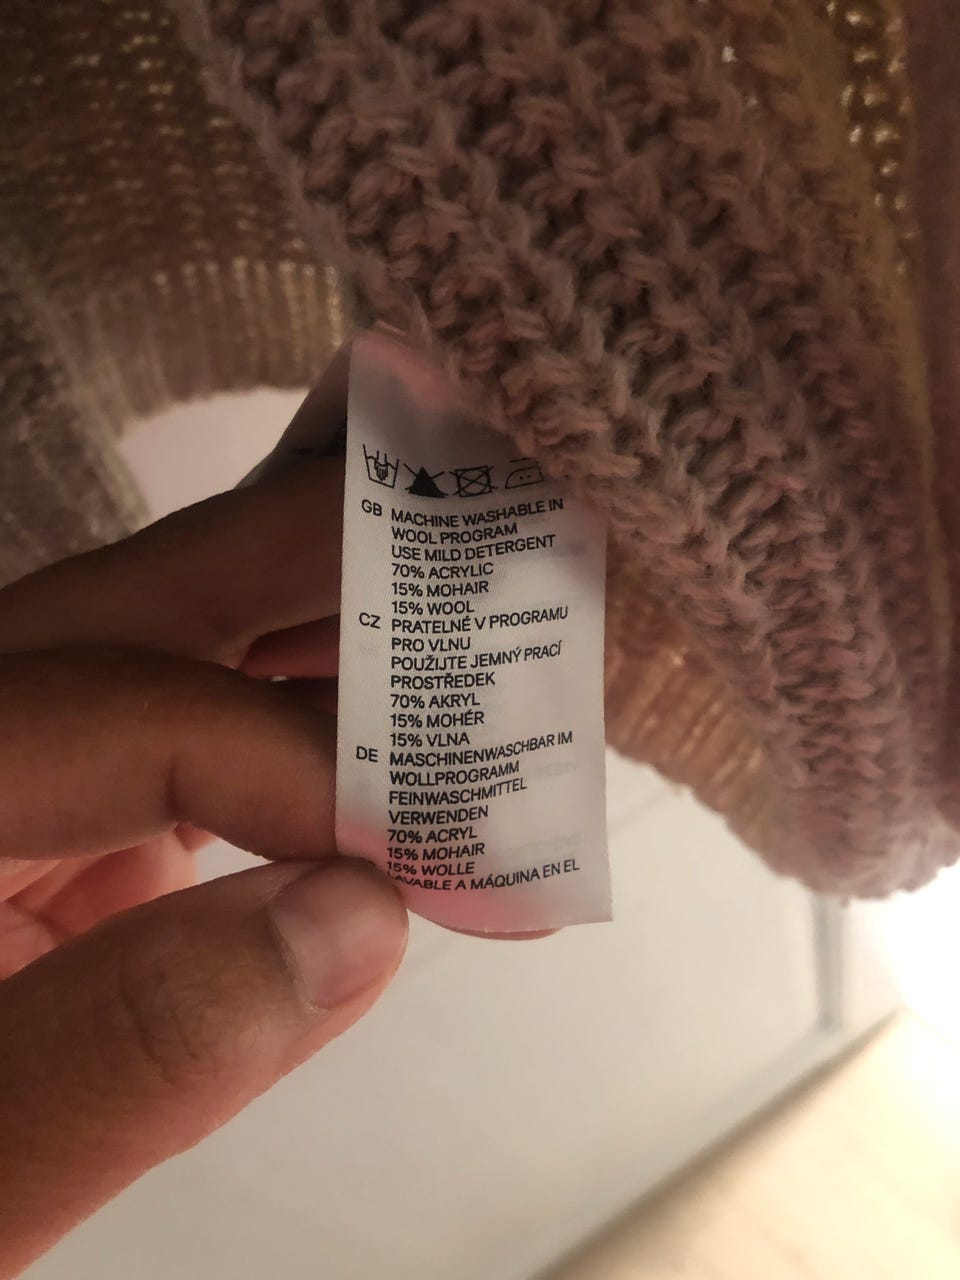 GB MACHINE WASHABLE IN
WOOL PROGRAM
USE MILD DETERGENT
70% ACRYLIC
15% MOHAIR
15% WOOL
CZ PRATELNÉ V PROGRAMU
PRO VLNU
POUŽIJTE JEMNÝ PRACÍ
PROSTŘEDEK
70% AKRYL
15% MOHÉR
15% VLNA
DE MASCHINENWASCHBAR IM
WOLLPROGRAMM
FEINWASCHMITTEL
VERWENDEN
70% ACRYL
15% MOHAIR
15% WOLLE
LAVABLE A MÁQUINA EN EL